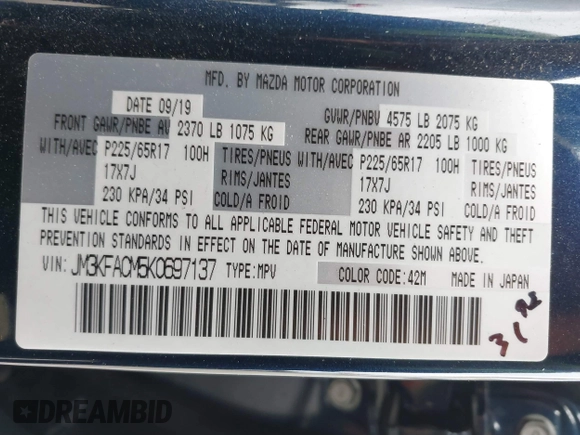 MFD. BY MAZDA MOTOR CORPORATION
DATE 09/19
GVWR/PNBV 4575 LB 2075 KG
FRONT GAWR/PNBE AV 2370 LB 1075 KG
REAR GAWR/PNBE AR 2205 LB 1000 KG
WITH/AVEC P225/65R17 100H TIRES/PNEUS P225/65R17 100H TIRES/PNEUS
17X7J RIMS/JANTES 17X7J RIMS/JANTES
230 KPA/34 PSI COLD/A FROID 230 KPA/34 PSI COLD/A FROID
THIS VEHICLE CONFORMS TO ALL APPLICABLE FEDERAL MOTOR VEHICLE SAFETY AND THEFT
PREVENTION STANDARDS IN EFFECT ON THE DATE OF MANUFACTURE SHOWN ABOVE.
VIN: JM3KFACM5K0697137 TYPE:MPV COLOR CODE:42M MADE IN JAPAN
31
DREAMBID